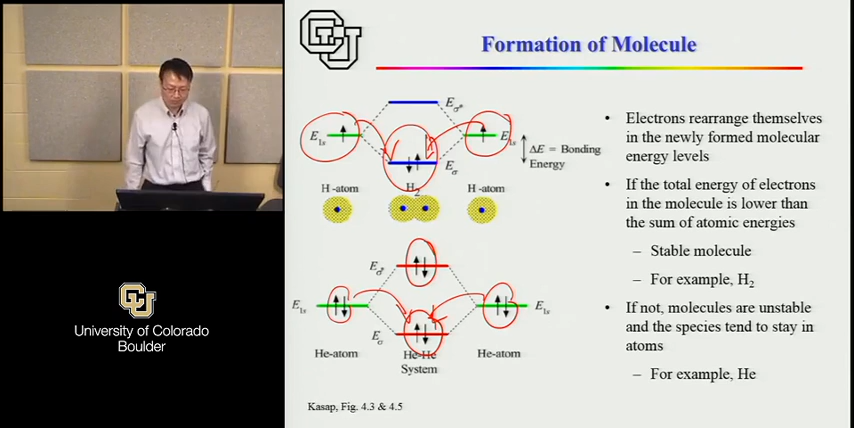 CU
Formation of Molecule
Eσ*
E1s
E1s
ΔE = Bonding
Energy
Eσ
H-atom
H2
H-atom
Eσ*
E1s
E1s
Eσ
He-atom
He-He
System
He-atom
Kasap, Fig. 4.3 & 4.5
• Electrons rearrange themselves
in the newly formed molecular
energy levels
• If the total energy of electrons
in the molecule is lower than
the sum of atomic energies
– Stable molecule
– For example, H2
• If not, molecules are unstable
and the species tend to stay in
atoms
– For example, He
CU
University of Colorado
Boulder